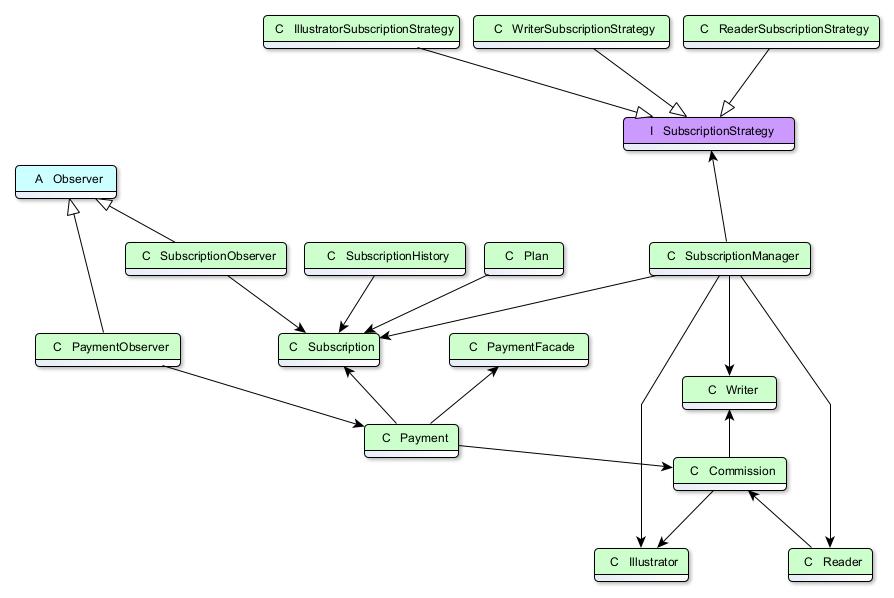 C IllustratorSubscriptionStrategy
C WriterSubscriptionStrategy
C ReaderSubscriptionStrategy
I SubscriptionStrategy
A Observer
C SubscriptionObserver
C SubscriptionHistory
C Plan
C SubscriptionManager
C PaymentObserver
C Subscription
C PaymentFacade
C Writer
C Payment
C Commission
C Illustrator
C Reader